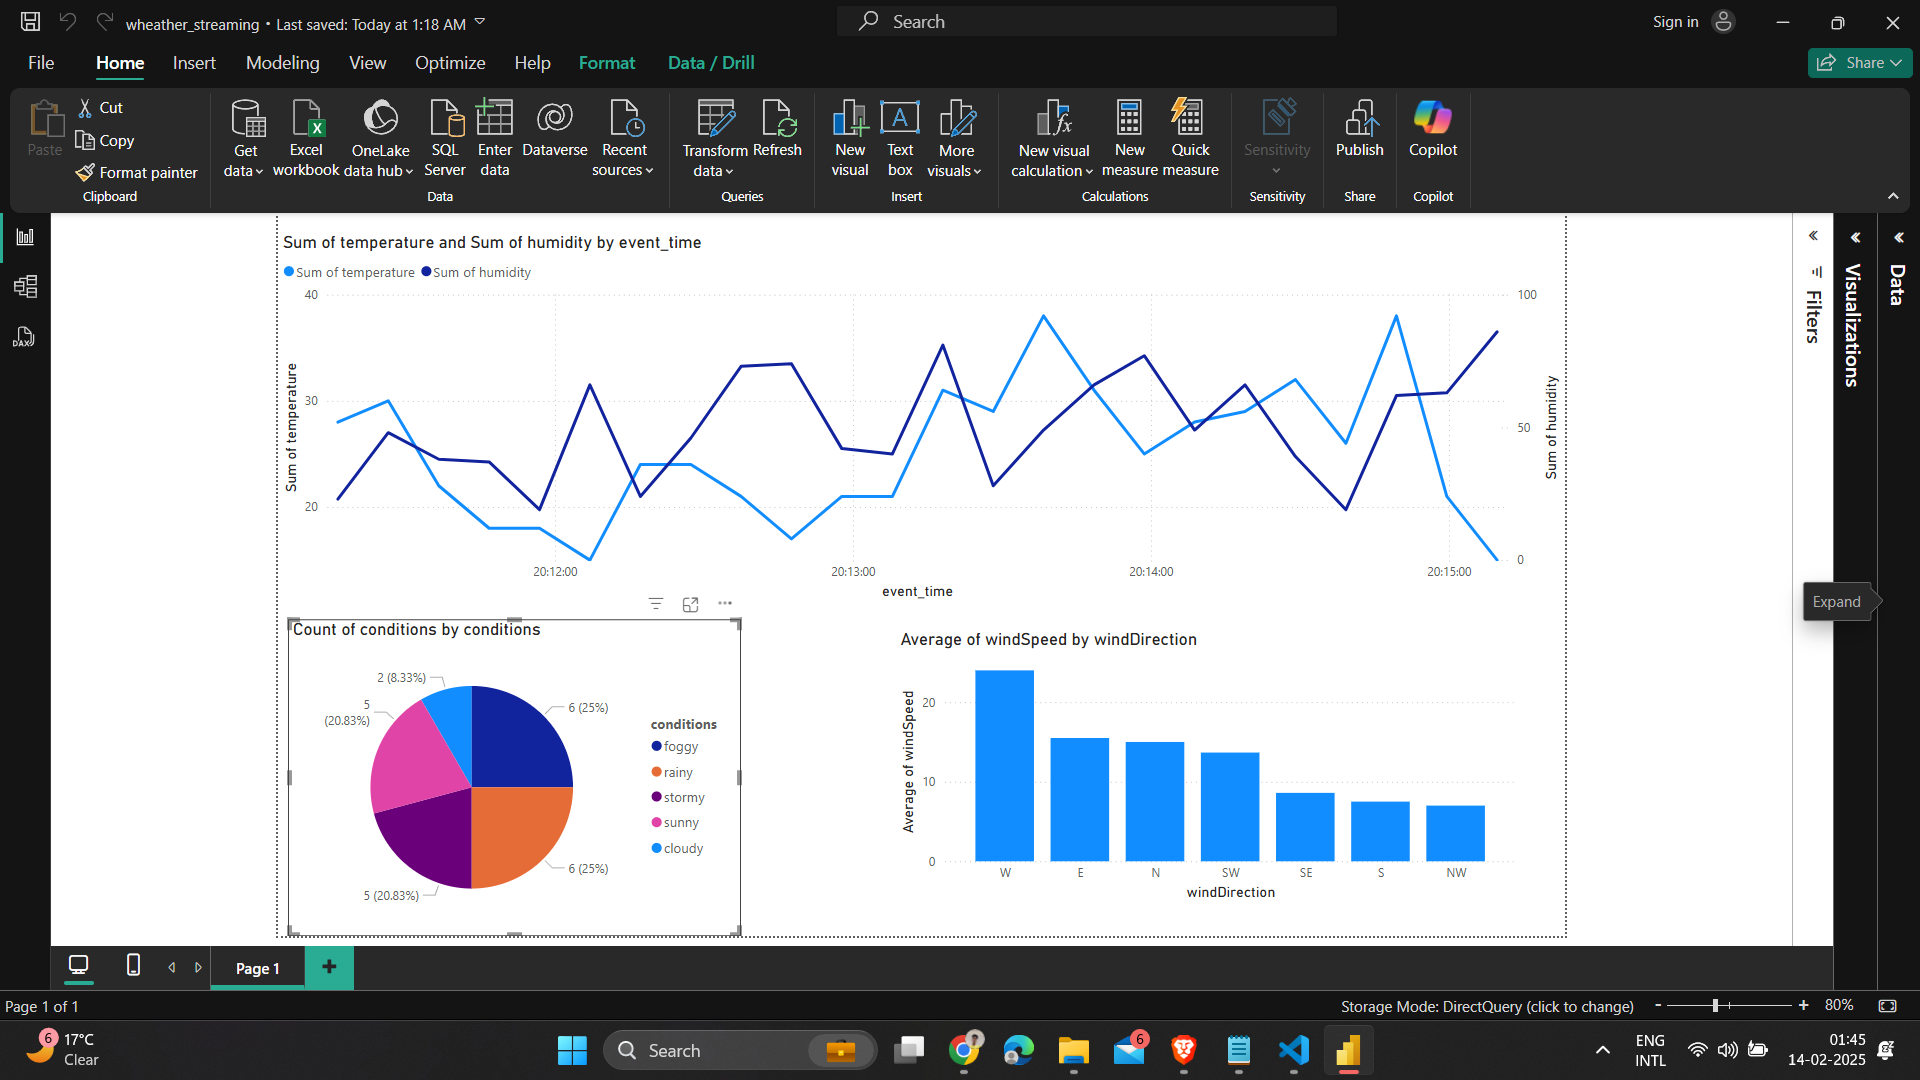 wheather_streaming • Last saved: Today at 1:18 AM
Search
Sign in
File Home Insert Modeling View Optimize Help Format Data / Drill
Share
Paste
Cut
Copy
Format painter
Clipboard
Get data
Excel workbook
OneLake data hub
SQL Server
Enter data
Dataverse
Recent sources
Data
Transform data
Refresh
Queries
New visual
Text box
More visuals
Insert
New visual calculation
New measure
Quick measure
Calculations
Sensitivity
Sensitivity
Publish
Share
Copilot
Copilot
DAX
Sum of temperature and Sum of humidity by event_time
Sum of temperature Sum of humidity
Sum of temperature
40
30
20
100
50
0
Sum of humidity
20:12:00 20:13:00 20:14:00 20:15:00
event_time
Count of conditions by conditions
2 (8.33%)
5 (20.83%)
6 (25%)
6 (25%)
5 (20.83%)
conditions
foggy
rainy
stormy
sunny
cloudy
Average of windSpeed by windDirection
Average of windSpeed
20
10
0
W E N SW SE S NW
windDirection
Filters
Visualizations
Data
Expand
Page 1
+
Page 1 of 1
Storage Mode: DirectQuery (click to change)
- + 80%
6
17°C
Clear
Search
6
ENG
INTL
01:45
14-02-2025